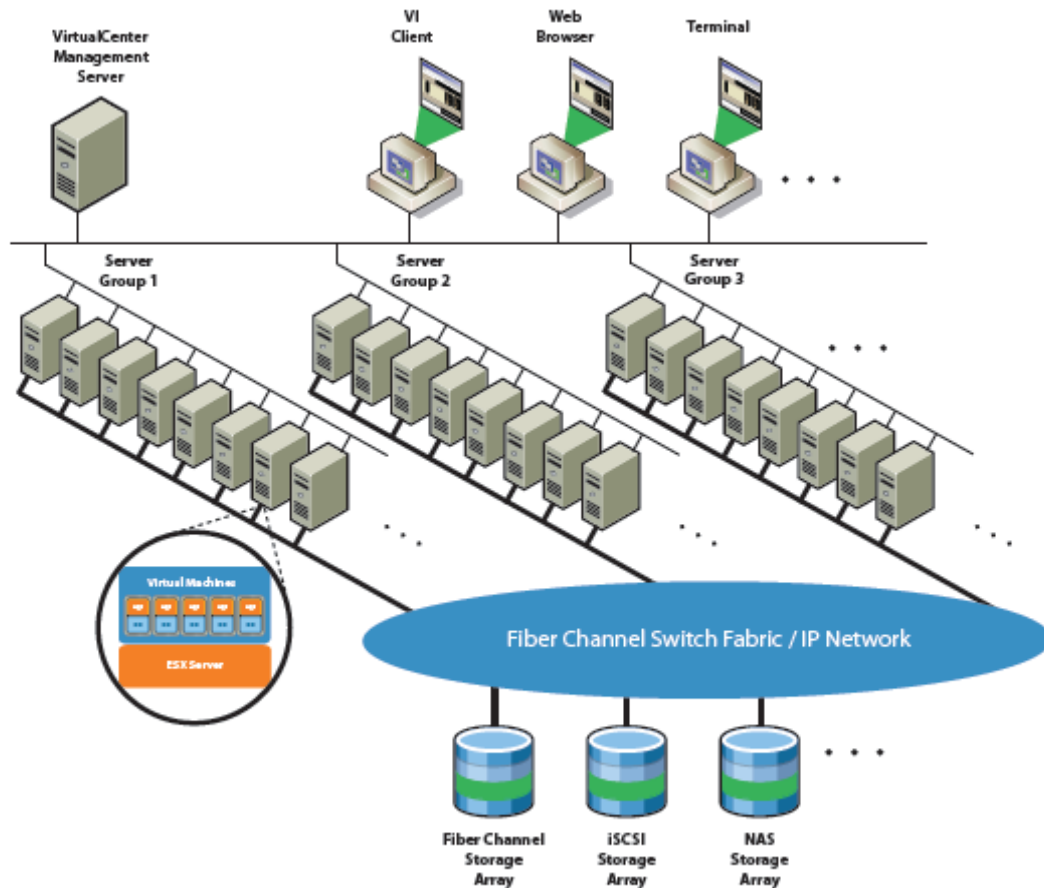 VirtualCenter
Management
Server
VI
Client
Web
Browser
Terminal
Server
Group 1
Server
Group 2
Server
Group 3
Virtual Machines
ESX Server
Fiber Channel Switch Fabric / IP Network
Fiber Channel
Storage
Array
iSCSI
Storage
Array
NAS
Storage
Array